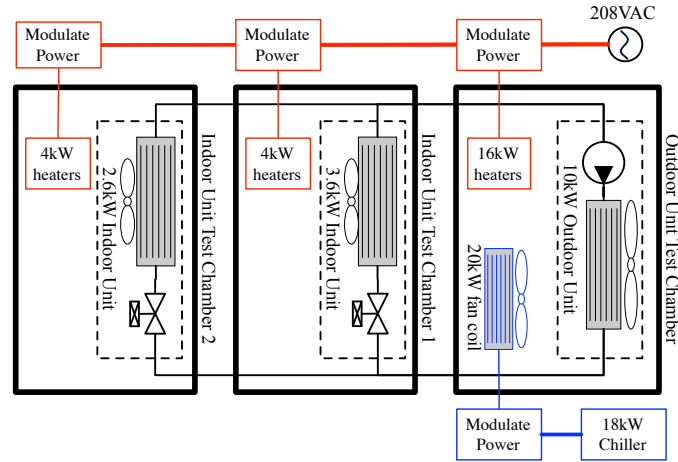 208VAC
Modulate
Power
Modulate
Power
Modulate
Power
4kW
heaters
2.6kW Indoor Unit
Indoor Unit Test Chamber 2
4kW
heaters
3.6kW Indoor Unit
Indoor Unit Test Chamber 1
16kW
heaters
20kW fan coil
10kW Outdoor Unit
Outdoor Unit Test Chamber
Modulate
Power
18kW
Chiller